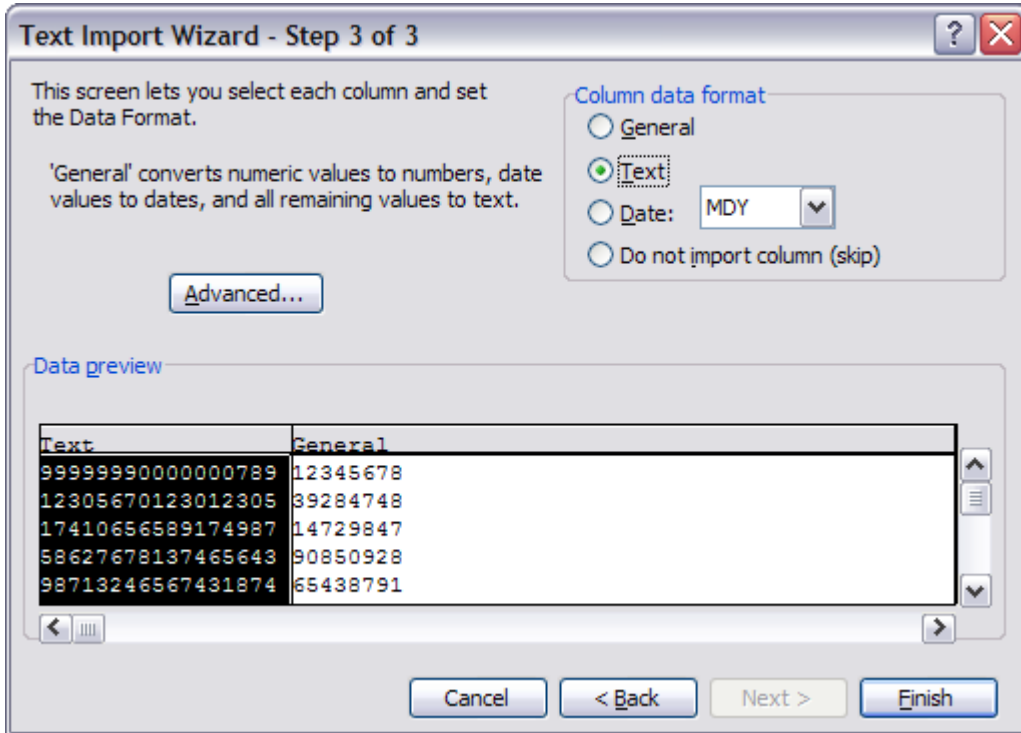 Text Import Wizard - Step 3 of 3
This screen lets you select each column and set
the Data Format.
'General' converts numeric values to numbers, date
values to dates, and all remaining values to text.
Advanced...
Column data format
General
Text
Date: MDY
Do not import column (skip)
Data preview
Text General
99999990000000789 12345678
12305670123012305 39284748
17410656589174987 14729847
58627678137465643 90850928
98713246567431874 65438791
Cancel < Back Next > Finish